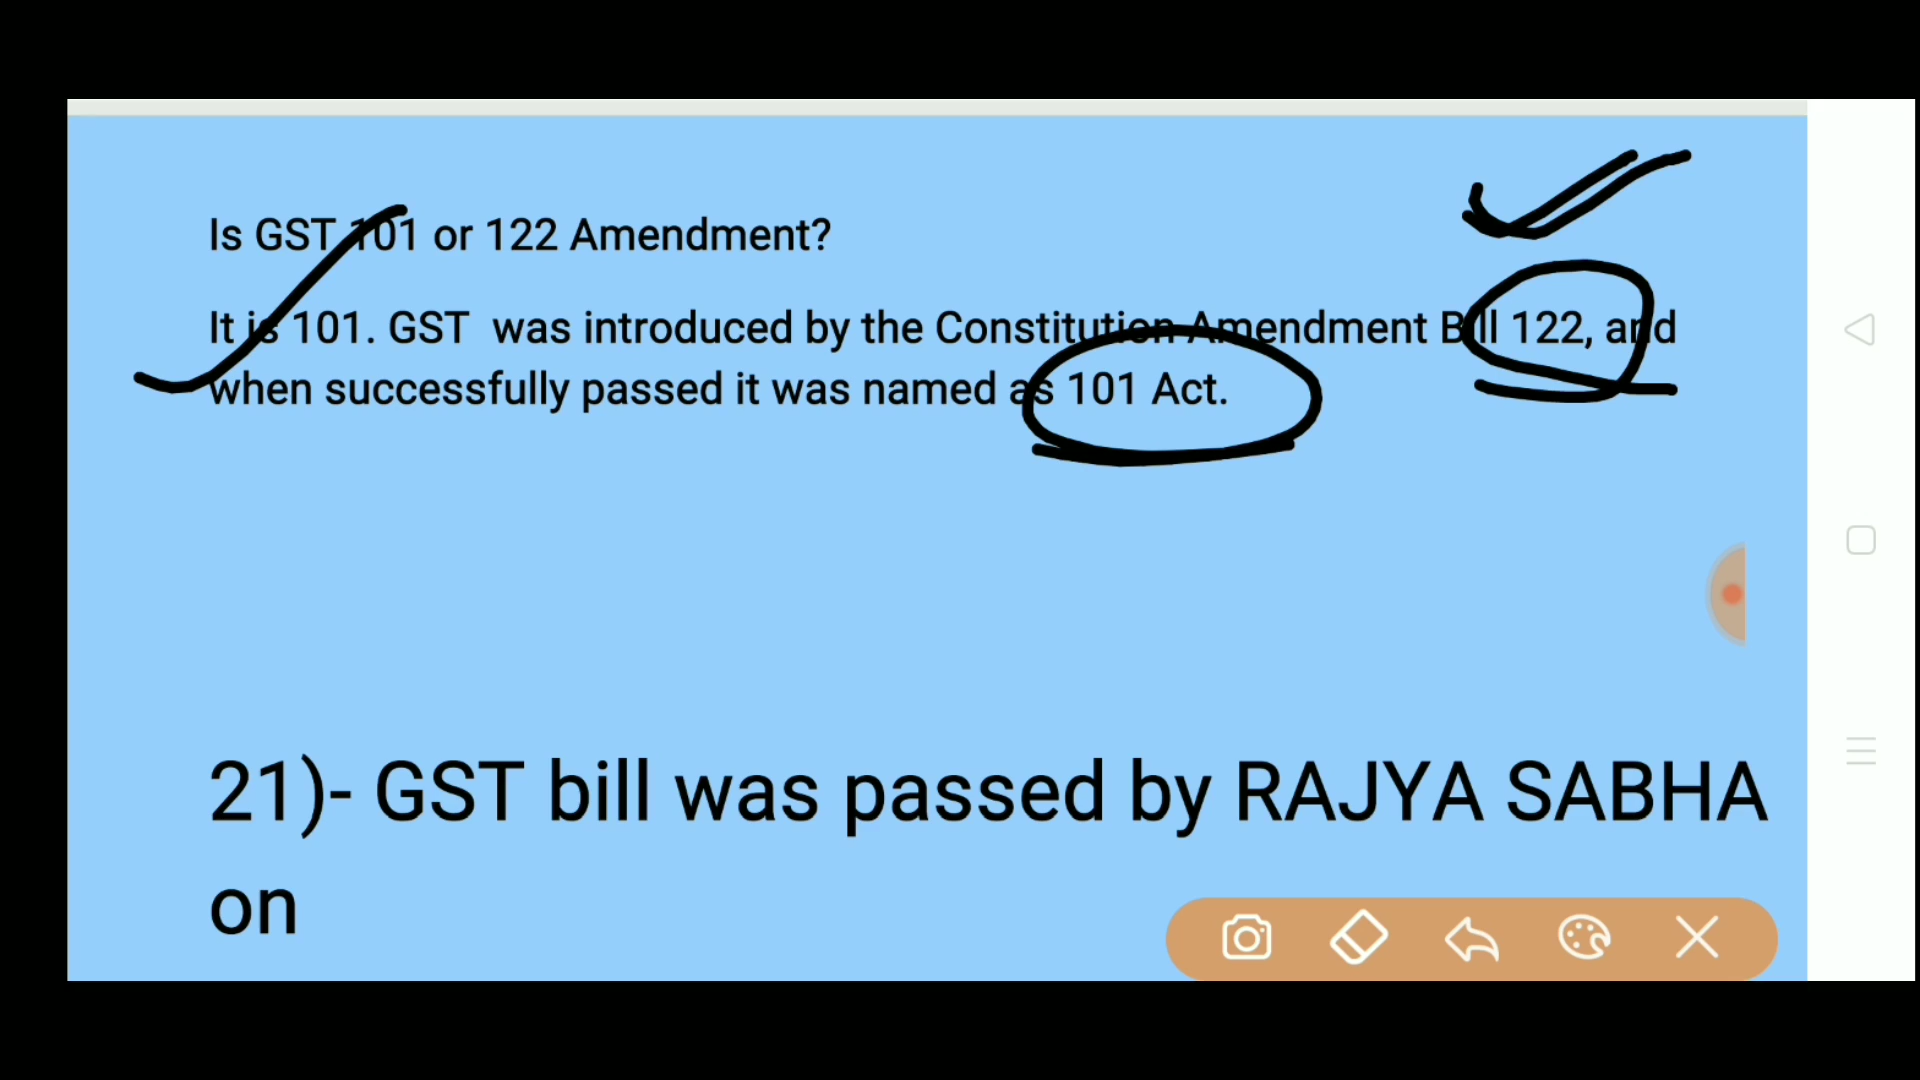 Is GST 101 or 122 Amendment?
It is 101. GST was introduced by the Constitution Amendment Bill 122, and
when successfully passed it was named as 101 Act.
21)- GST bill was passed by RAJYA SABHA
on